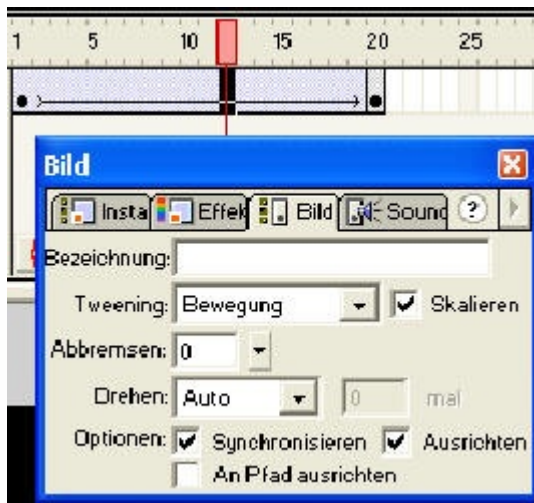 1 5 10 15 20 25
Bild
Insta Effek Bild Sound ?
Bezeichnung:
Tweening: Bewegung Skalieren
Abbremsen: 0
Drehen: Auto 0 mal
Optionen: Synchronisieren Ausrichten
An Pfad ausrichten